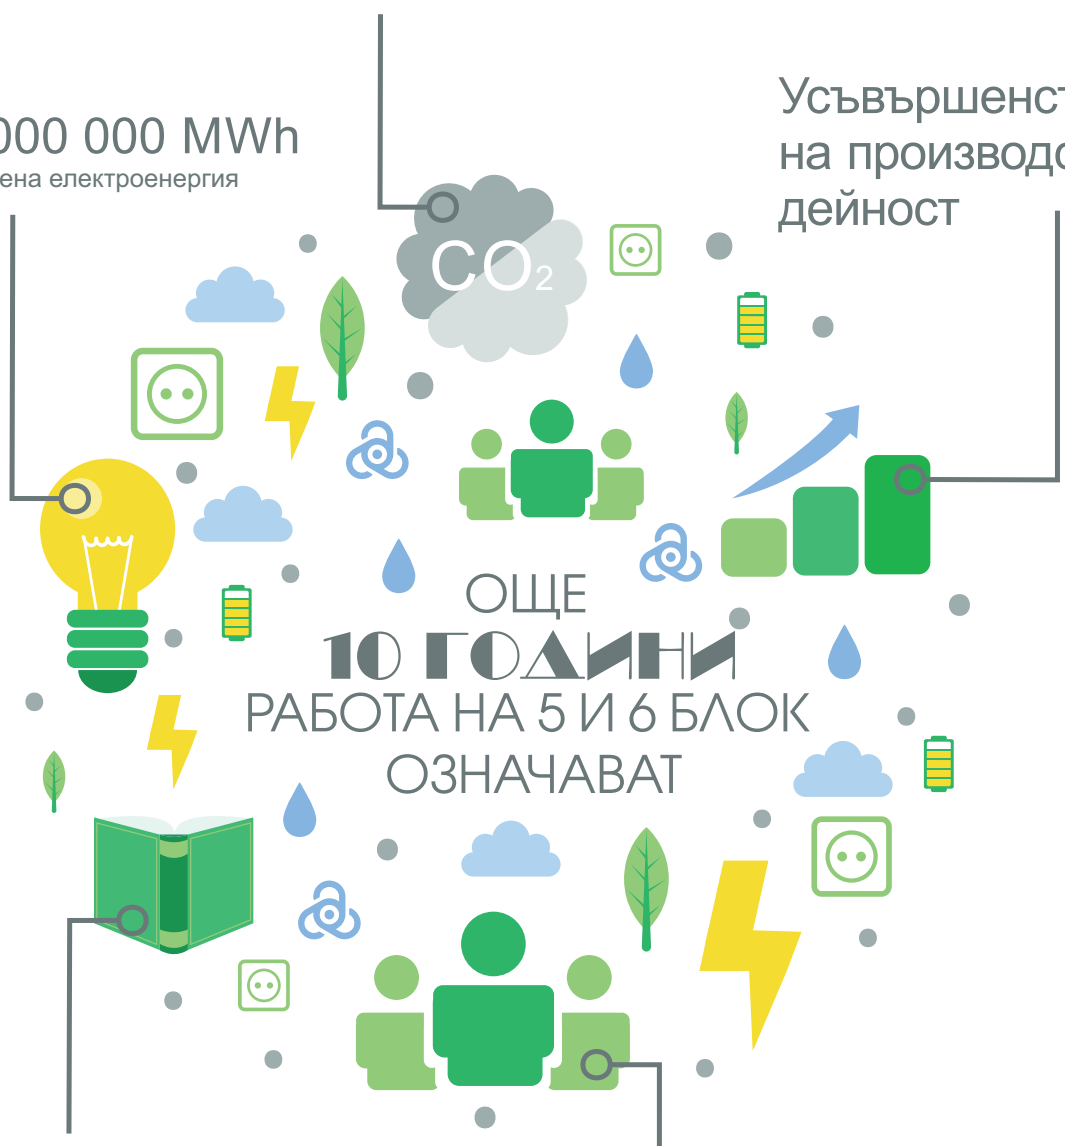 000 000 MWh
ена електроенергия
Усъвършенст
на производс
дейност
CO₂
ОЩЕ
10 ГОДИНИ
РАБОТА НА 5 И 6 БЛОК
ОЗНАЧАВАТ